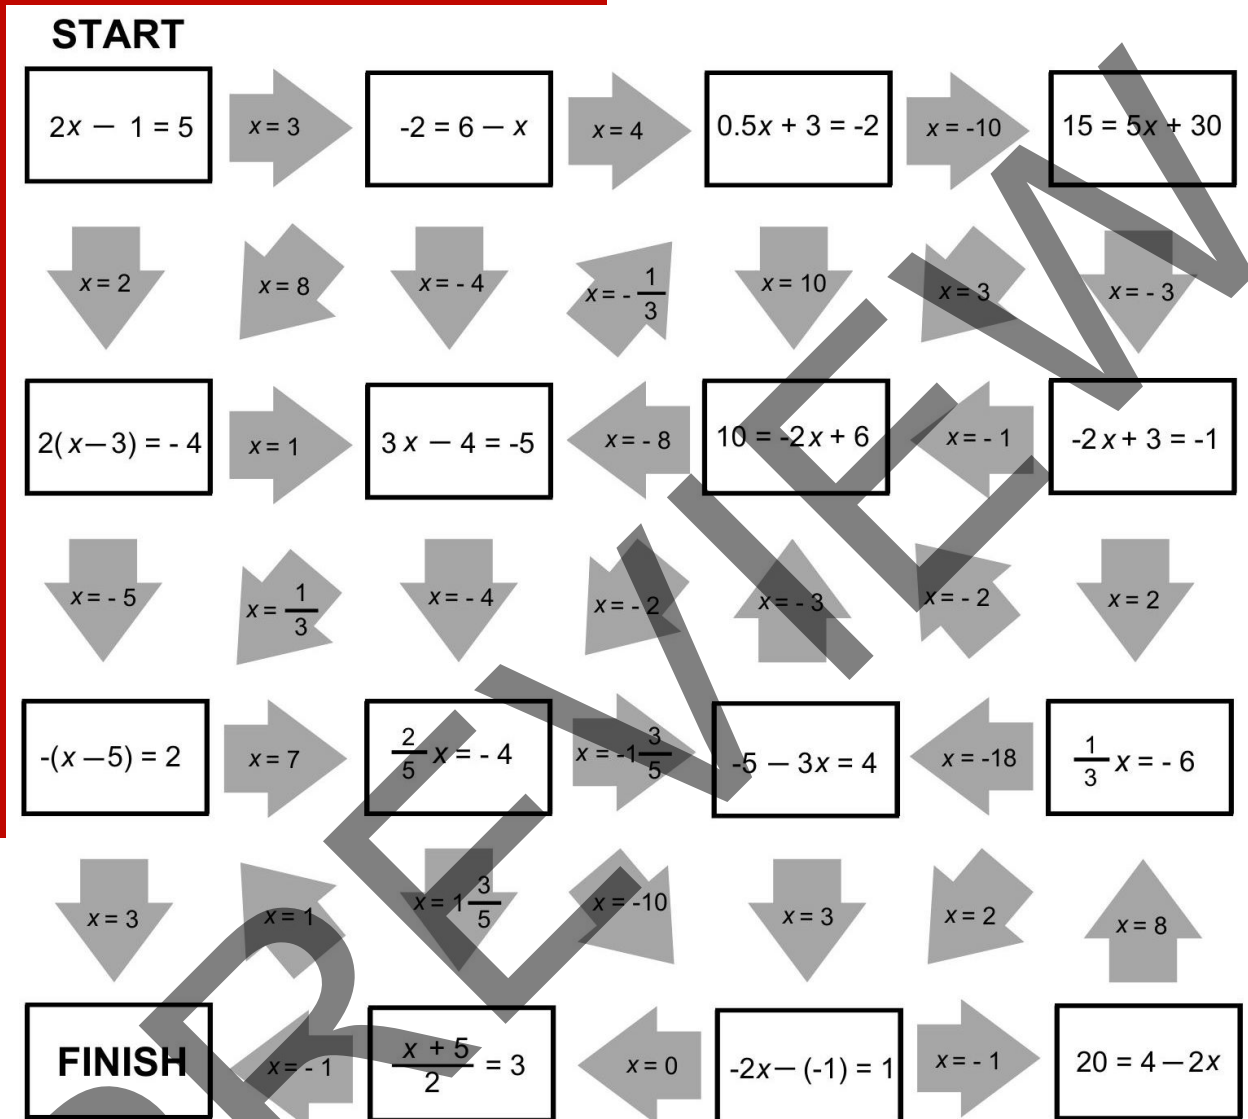 START
2x − 1 = 5
x = 3
-2 = 6 − x
x = 4
0.5x + 3 = -2
x = -10
15 = 5x + 30
x = 2
x = 8
x = - 4
x = - 1/3
x = 10
x = 3
x = - 3
2(x−3) = - 4
x = 1
3x − 4 = -5
x = - 8
10 = -2x + 6
x = - 1
-2x + 3 = -1
x = - 5
x = 1/3
x = - 4
x = - 2
x = - 3
x = - 2
x = 2
-(x−5) = 2
x = 7
2/5 x = - 4
x = -1 3/5
-5 − 3x = 4
x = -18
1/3 x = - 6
x = 3
x = 1
x = 1 3/5
x = -10
x = 3
x = 2
x = 8
FINISH
x = - 1
(x + 5)/2 = 3
x = 0
-2x − (-1) = 1
x = - 1
20 = 4 − 2x
PREVIEW